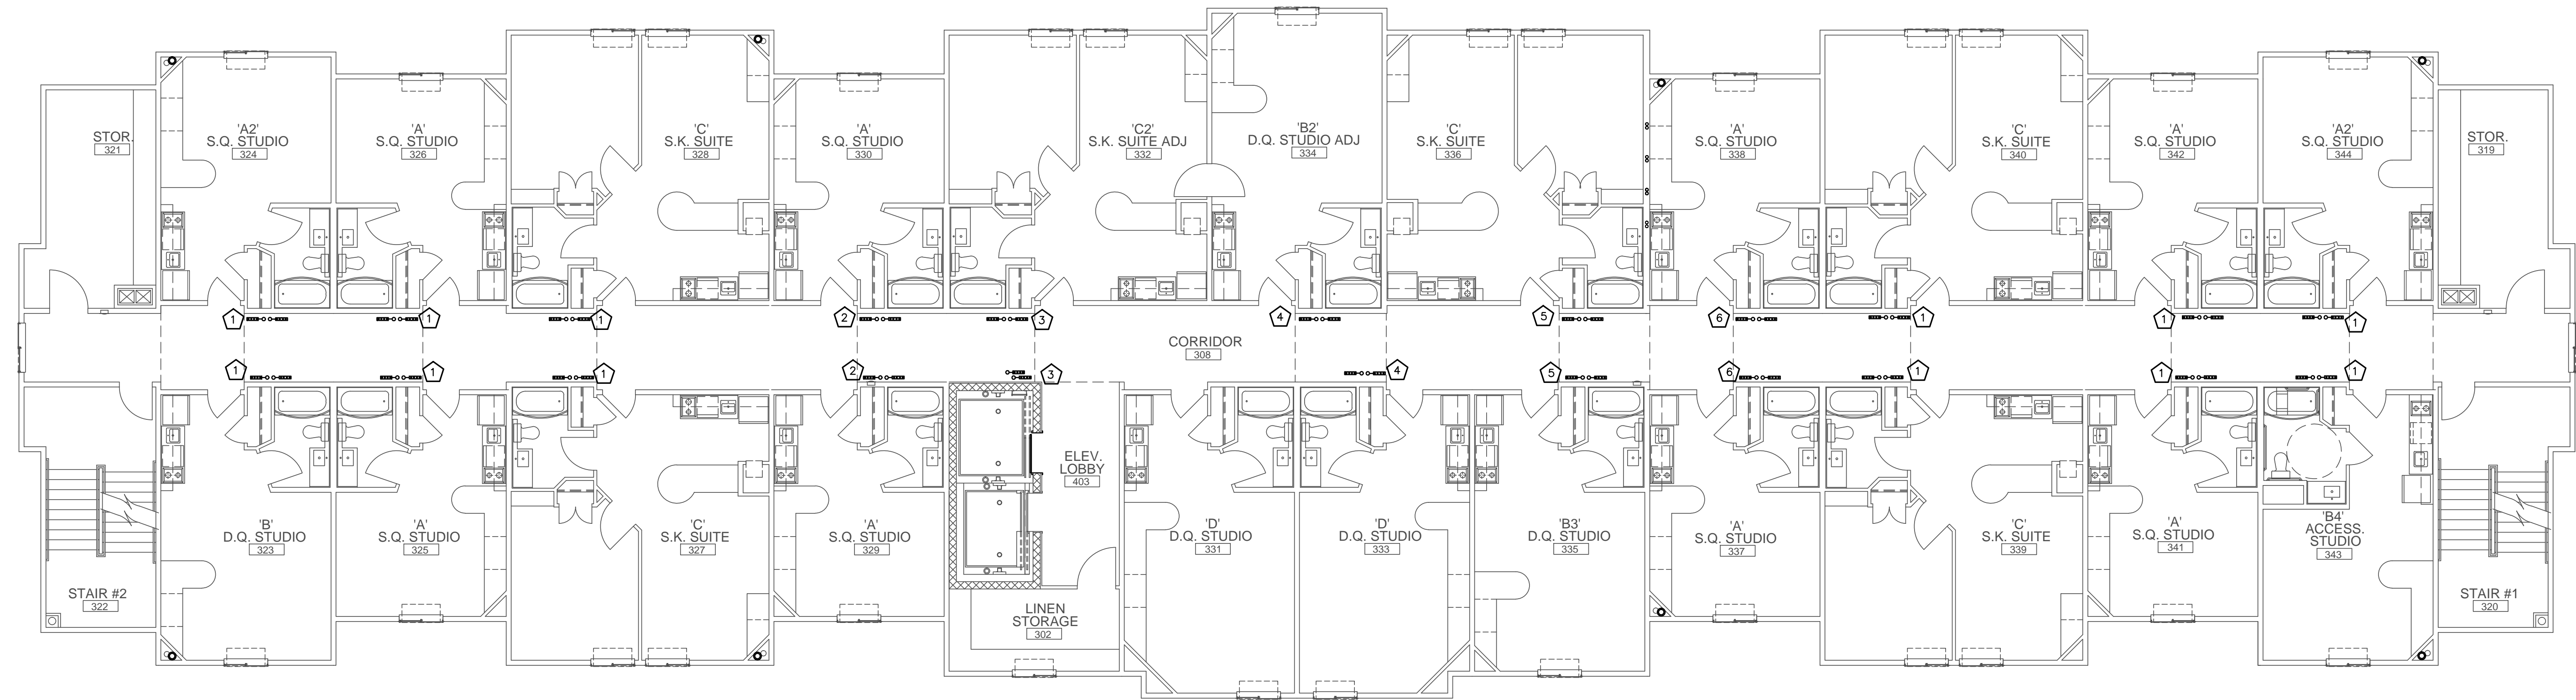 STOR.
321
'A2'
S.Q. STUDIO
324
'A'
S.Q. STUDIO
326
'C'
S.K. SUITE
328
'A'
S.Q. STUDIO
330
'C2'
S.K. SUITE ADJ
332
'B2'
D.Q. STUDIO ADJ
334
'C'
S.K. SUITE
336
'A'
S.Q. STUDIO
338
'C'
S.K. SUITE
340
'A'
S.Q. STUDIO
342
'A2'
S.Q. STUDIO
344
STOR.
319
1
1
1
2
3
4
5
6
1
1
1
CORRIDOR
308
1
1
1
2
3
4
5
6
1
1
1
STAIR #2
322
'B'
D.Q. STUDIO
323
'A'
S.Q. STUDIO
325
'C'
S.K. SUITE
327
'A'
S.Q. STUDIO
329
ELEV.
LOBBY
403
LINEN
STORAGE
302
'D'
D.Q. STUDIO
331
'D'
D.Q. STUDIO
333
'B3'
D.Q. STUDIO
335
'A'
S.Q. STUDIO
337
'C'
S.K. SUITE
339
'A'
S.Q. STUDIO
341
'B4'
ACCESS.
STUDIO
343
STAIR #1
320